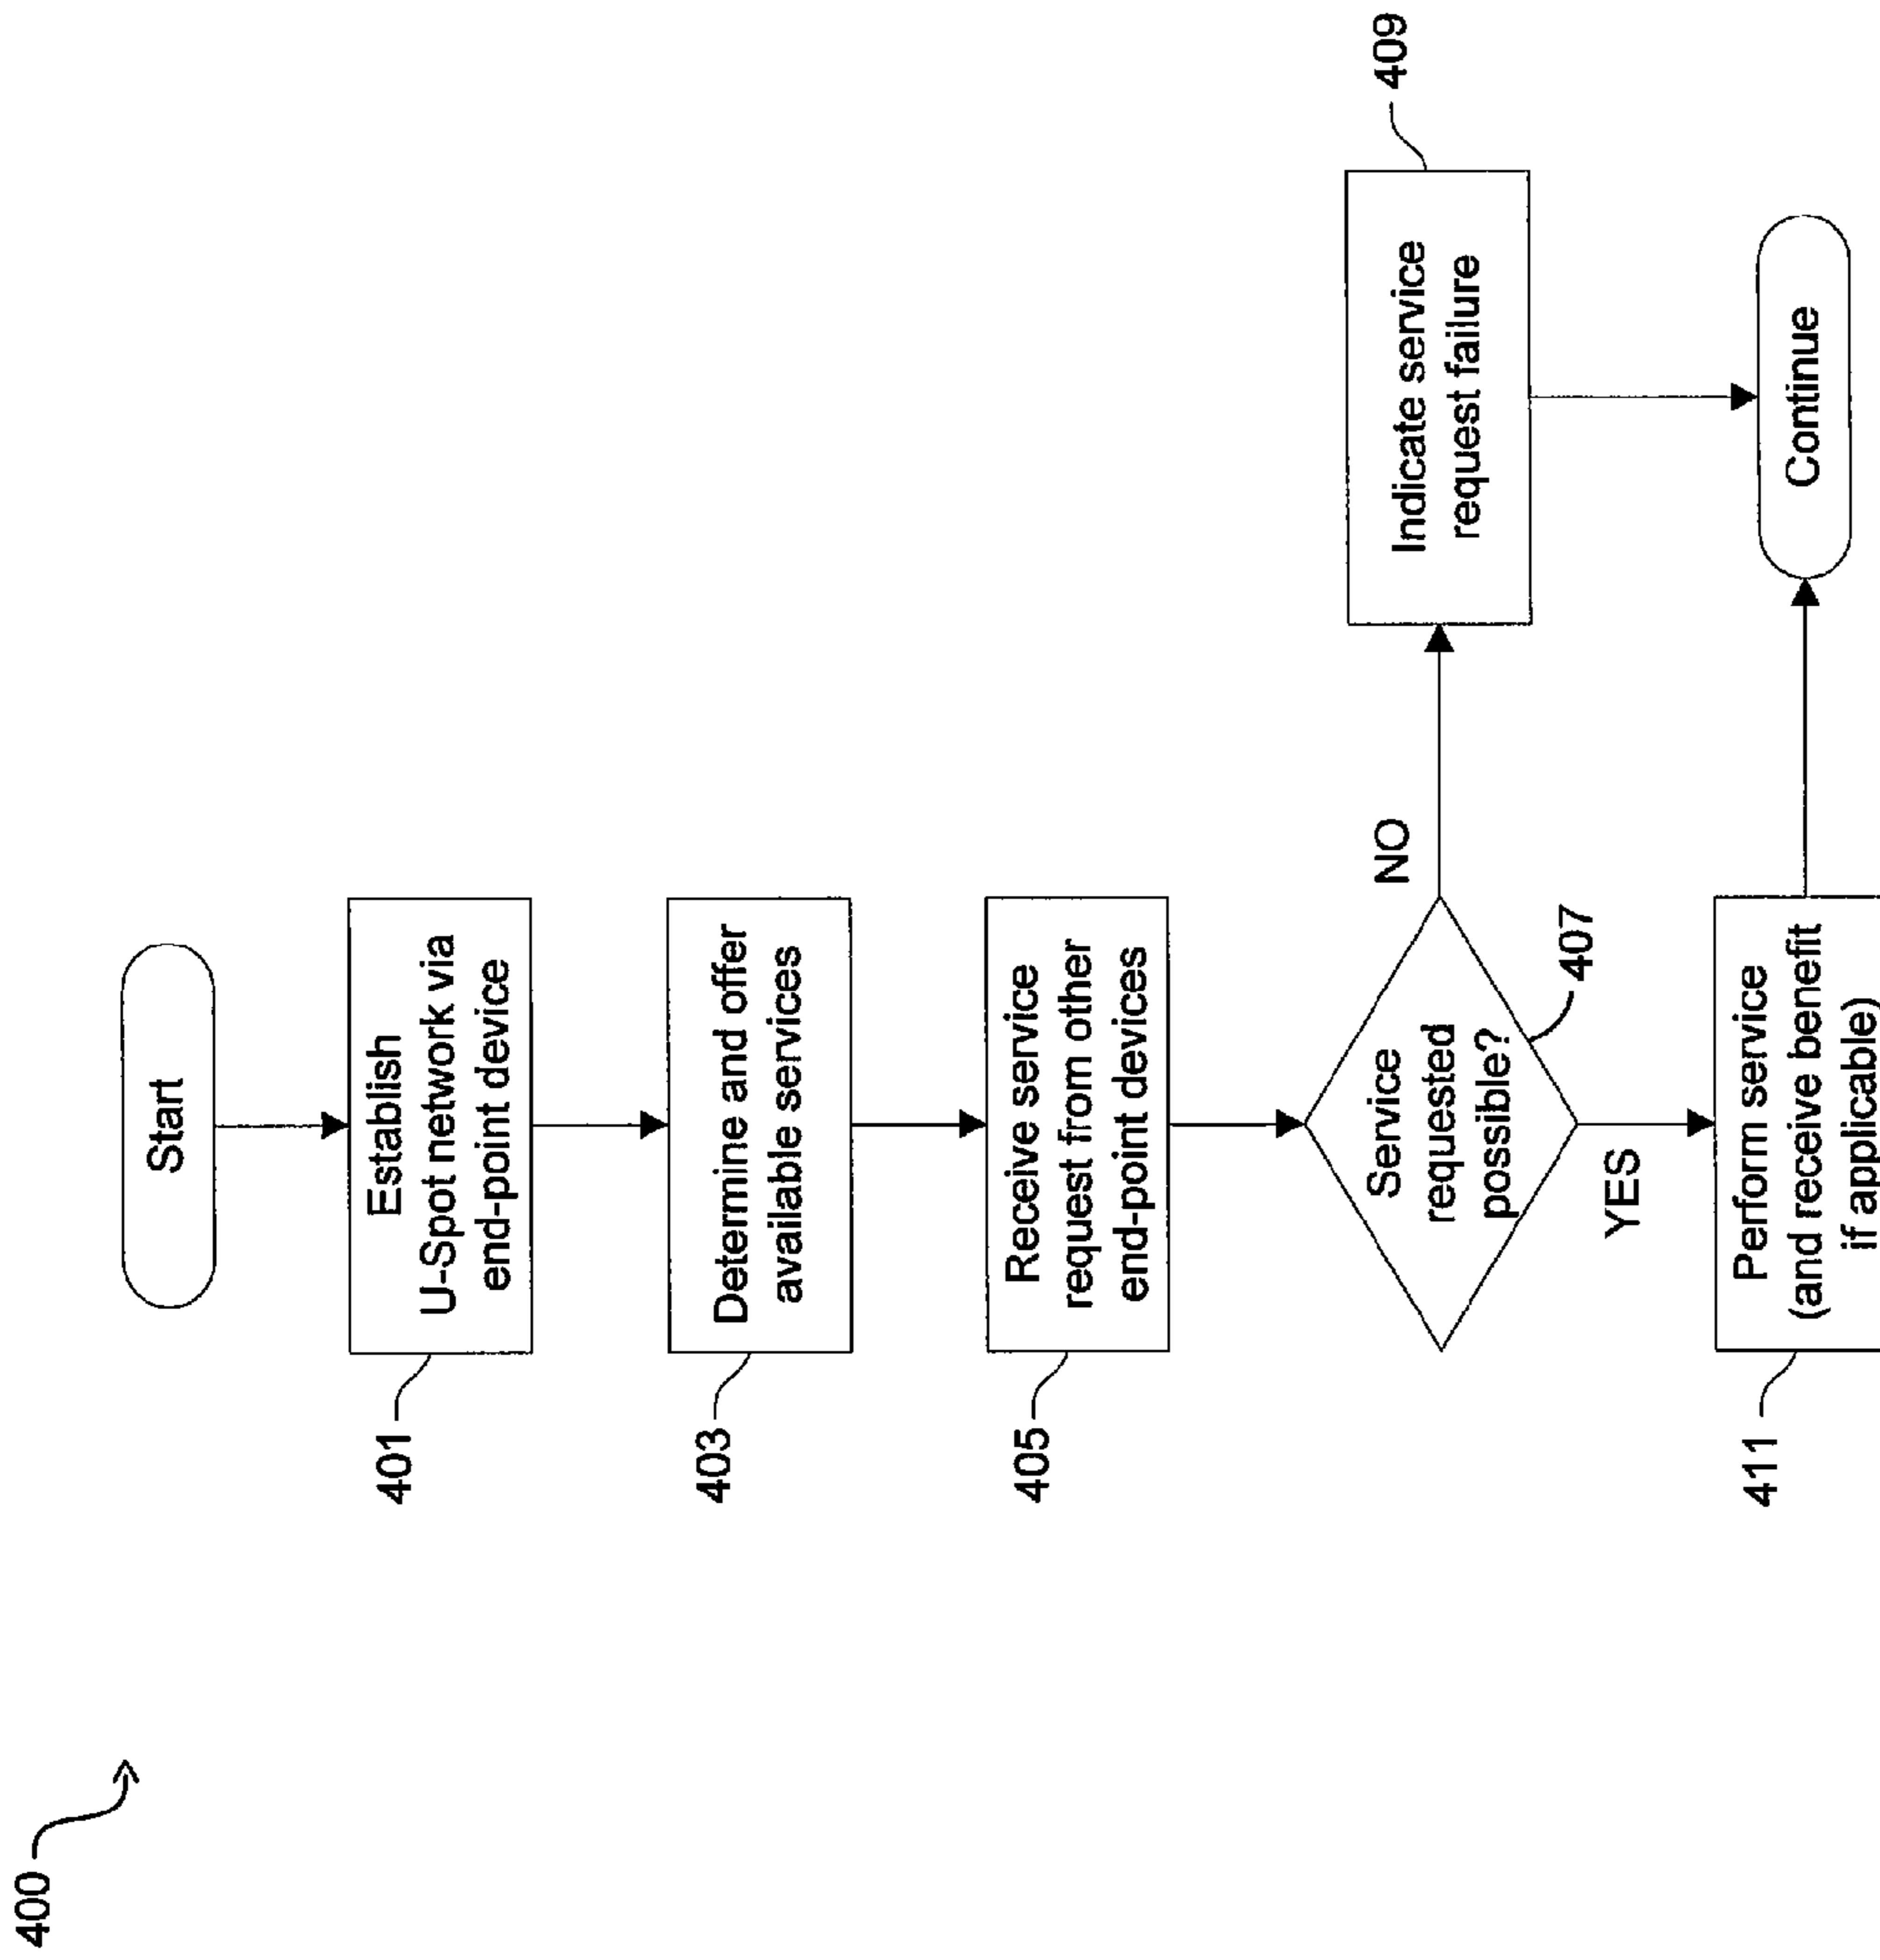 400
Start
401
Establish
U-Spot network via
end-point device
403
Determine and offer
available services
405
Receive service
request from other
end-point devices
Service
requested
possible?
407
NO
409
Indicate service
request failure
YES
411
Perform service
(and receive benefit
if applicable)
Continue